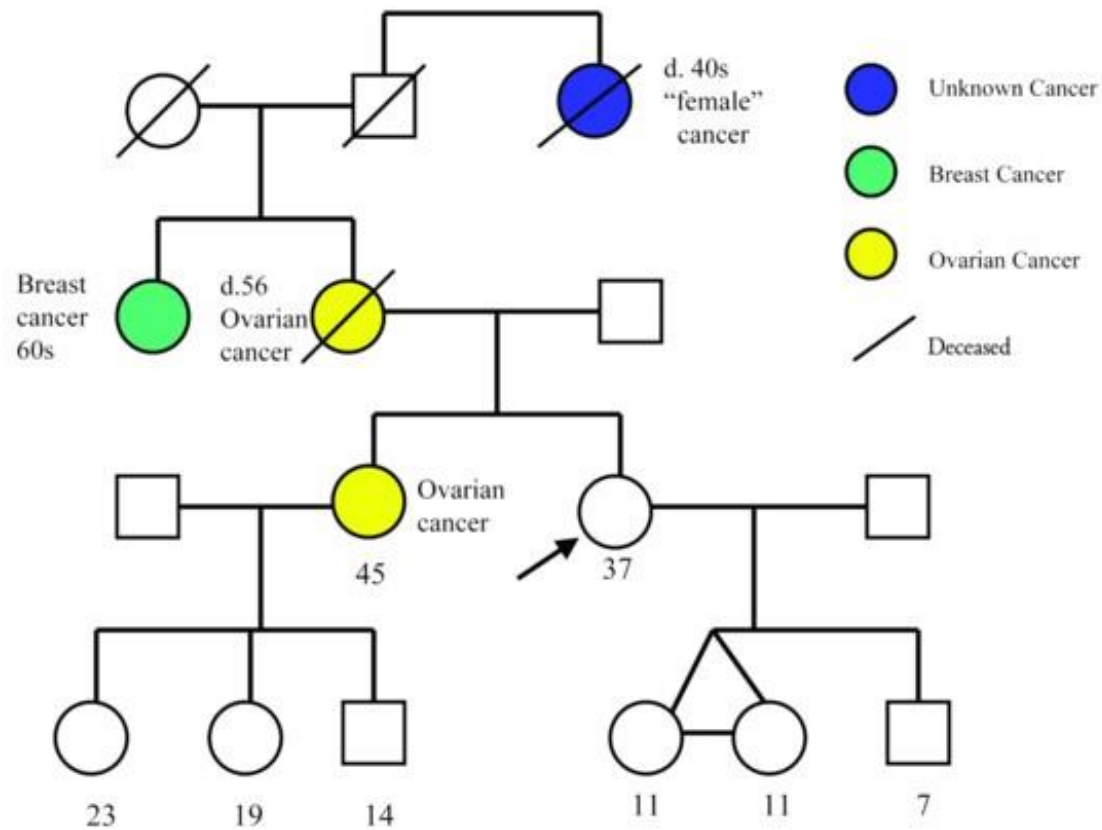 d. 40s
“female”
cancer
Unknown Cancer
Breast Cancer
Ovarian Cancer
Deceased
Breast
cancer
60s
d.56
Ovarian
cancer
Ovarian
cancer
45
37
23
19
14
11
11
7